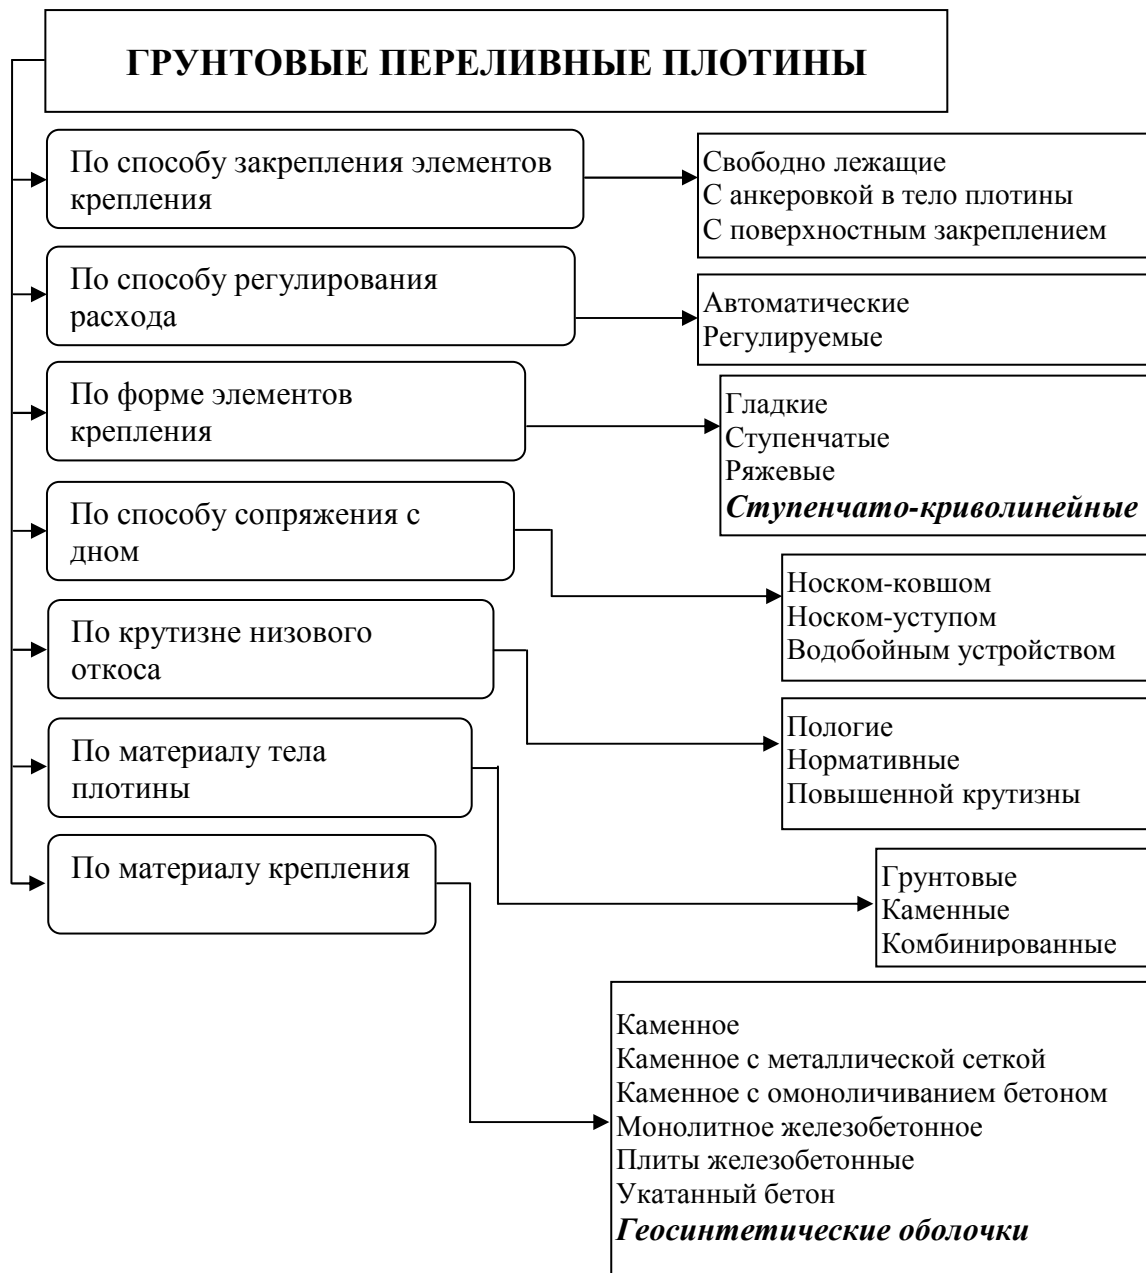 ГРУНТОВЫЕ ПЕРЕЛИВНЫЕ ПЛОТИНЫ
По способу закрепления элементов
крепления
Свободно лежащие
С анкеровкой в тело плотины
С поверхностным закреплением
По способу регулирования
расхода
Автоматические
Регулируемые
По форме элементов
крепления
Гладкие
Ступенчатые
Ряжевые
Ступенчато-криволинейные
По способу сопряжения с
дном
Носком-ковшом
Носком-уступом
Водобойным устройством
По крутизне низового
откоса
Пологие
Нормативные
Повышенной крутизны
По материалу тела
плотины
Грунтовые
Каменные
Комбинированные
По материалу крепления
Каменное
Каменное с металлической сеткой
Каменное с омоноличиванием бетоном
Монолитное железобетонное
Плиты железобетонные
Укатанный бетон
Геосинтетические оболочки